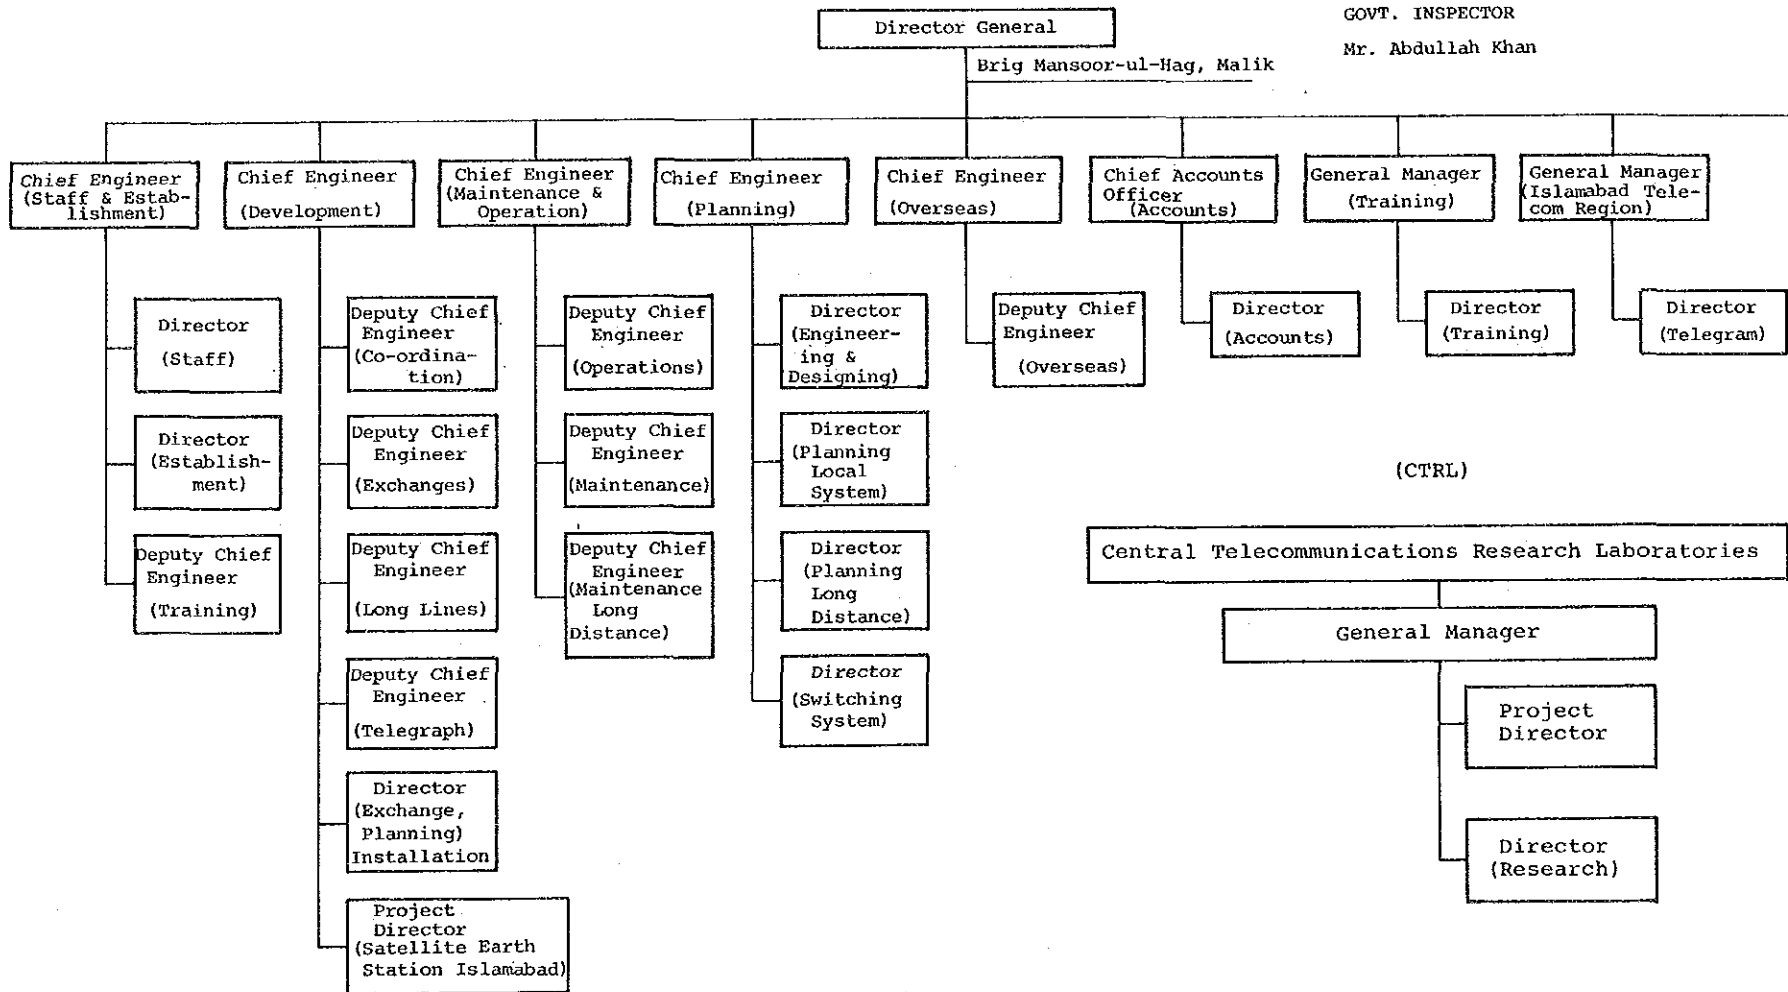 GOVT. INSPECTOR
Mr. Abdullah Khan
Director General
Brig Mansoor-ul-Hag, Malik
Chief Engineer
(Staff & Estab-
lishment)
Chief Engineer
(Development)
Chief Engineer
(Maintenance &
Operation)
Chief Engineer
(Planning)
Chief Engineer
(Overseas)
Chief Accounts
Officer
(Accounts)
General Manager
(Training)
General Manager
(Islamabad Tele-
com Region)
Director
(Staff)
Director
(Establish-
ment)
Deputy Chief
Engineer
(Training)
Deputy Chief
Engineer
(Co-ordina-
tion)
Deputy Chief
Engineer
(Exchanges)
Deputy Chief
Engineer
(Long Lines)
Deputy Chief
Engineer
(Telegraph)
Director
(Exchange,
Planning)
Installation
Project
Director
(Satellite Earth
Station Islamabad)
Deputy Chief
Engineer
(Operations)
Deputy Chief
Engineer
(Maintenance)
Deputy Chief
Engineer
(Maintenance
Long
Distance)
Director
(Engineer-
ing &
Designing)
Director
(Planning
Local
System)
Director
(Planning
Long
Distance)
Director
(Switching
System)
Deputy Chief
Engineer
(Overseas)
Director
(Accounts)
Director
(Training)
Director
(Telegram)
(CTRL)
Central Telecommunications Research Laboratories
General Manager
Project
Director
Director
(Research)